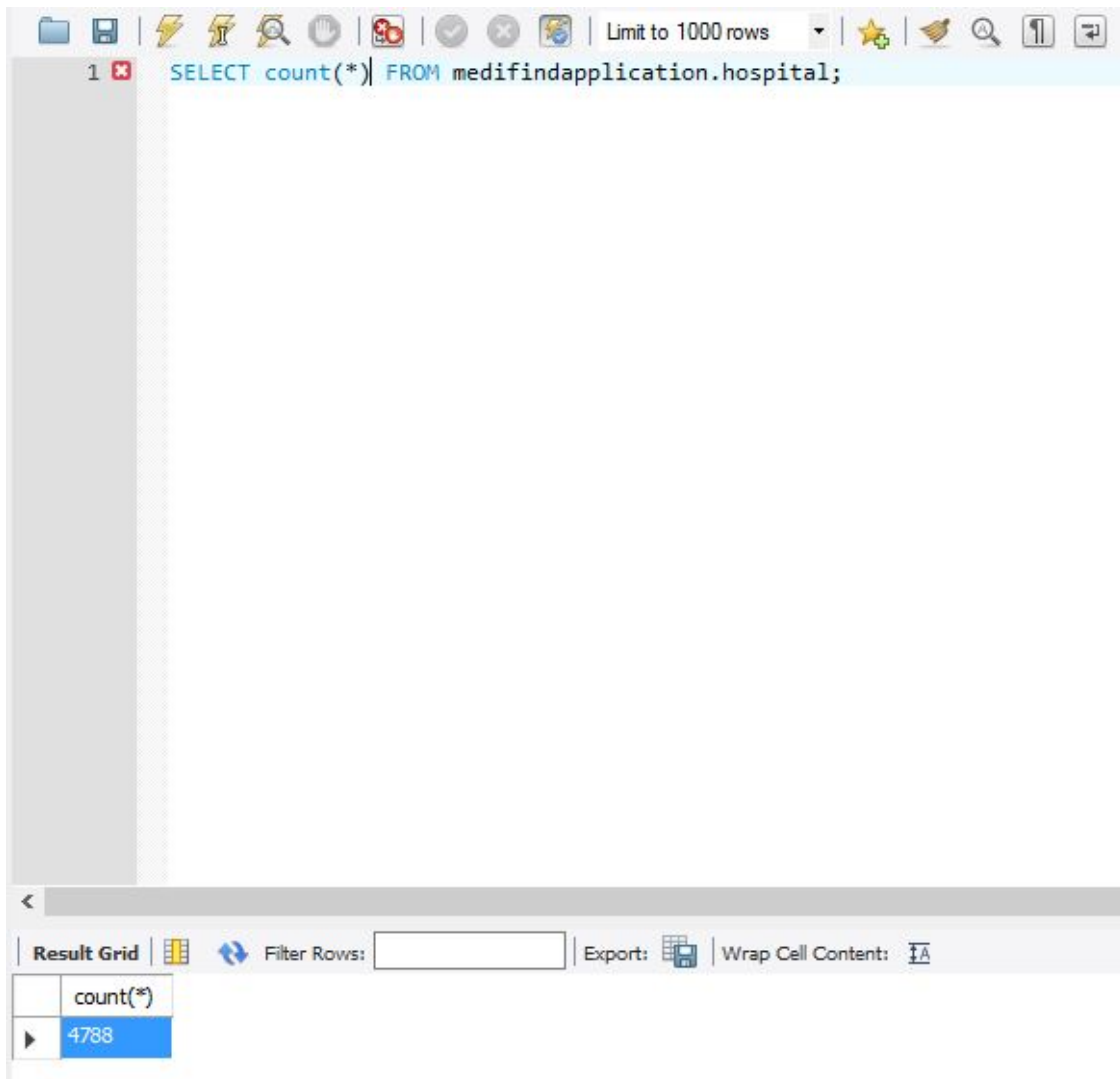 Limit to 1000 rows
1 SELECT count(*) FROM medifindapplication.hospital;
Result Grid Filter Rows: Export: Wrap Cell Content: IA
count(*)
4788